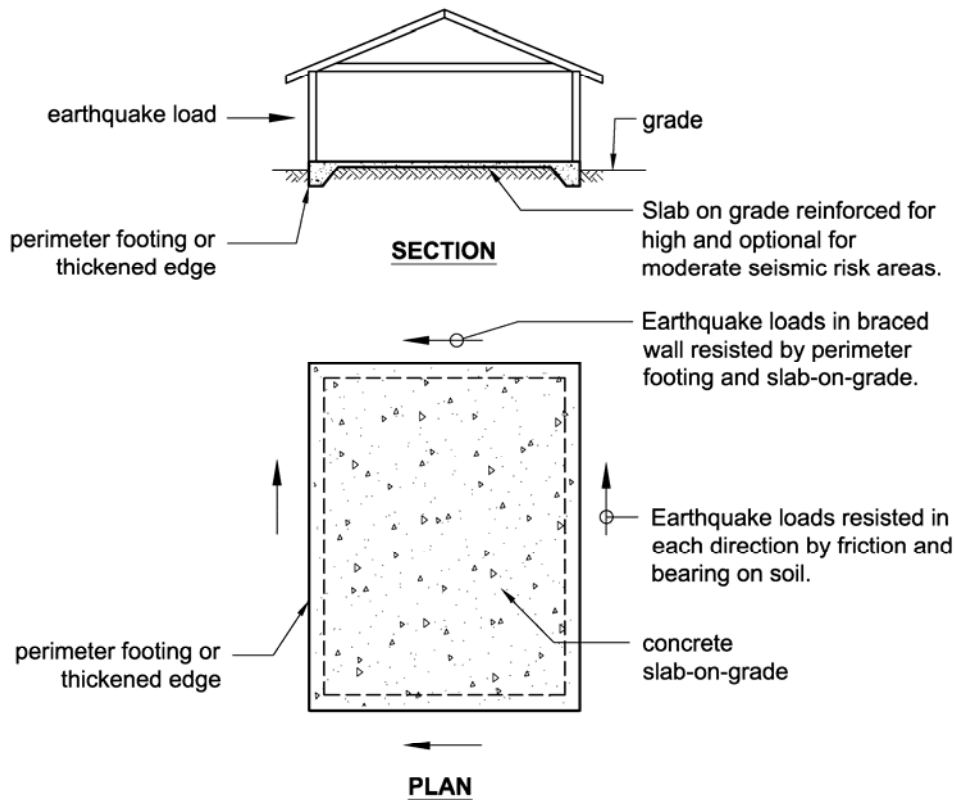 earthquake load
grade
perimeter footing or
thickened edge
Slab on grade reinforced for
high and optional for
moderate seismic risk areas.
SECTION
Earthquake loads in braced
wall resisted by perimeter
footing and slab-on-grade.
Earthquake loads resisted in
each direction by friction and
bearing on soil.
perimeter footing or
thickened edge
concrete
slab-on-grade
PLAN